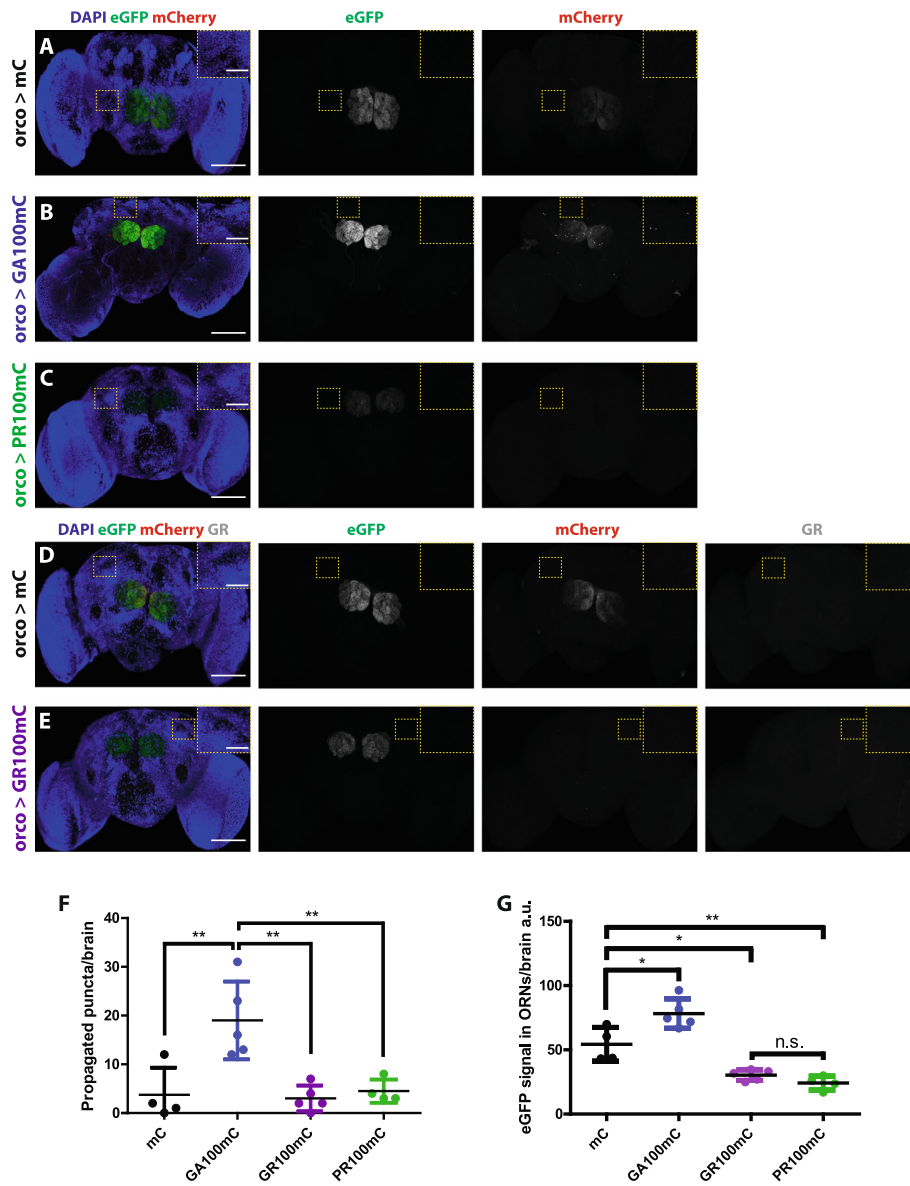 DAPI eGFP mCherry
eGFP
mCherry
A
orco > mC
B
orco > GA100mC
C
orco > PR100mC
DAPI eGFP mCherry GR
eGFP
mCherry
GR
D
orco > mC
E
orco > GR100mC
F
Propagated puncta/brain
40
30
20
10
0
**
**
**
mC
GA100mC
GR100mC
PR100mC
G
eGFP signal in ORNs/brain a.u.
150
100
50
0
**
*
*
n.s.
mC
GA100mC
GR100mC
PR100mC